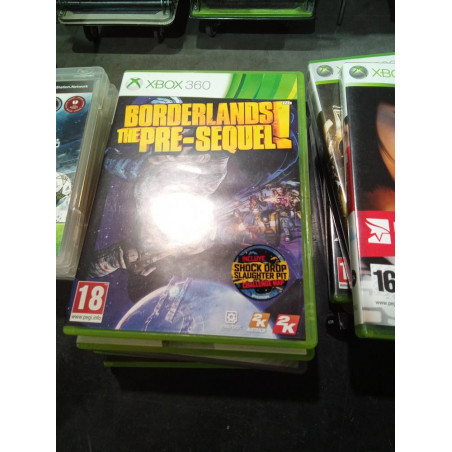 XBOX 360
BORDERLANDS
THE PRE-SEQUEL!
INCLUYE
SHOCK DROP
SLAUGHTER PIT
CHALLENGE MAP
18
www.pegi.info
2K
2K
XBOX
16